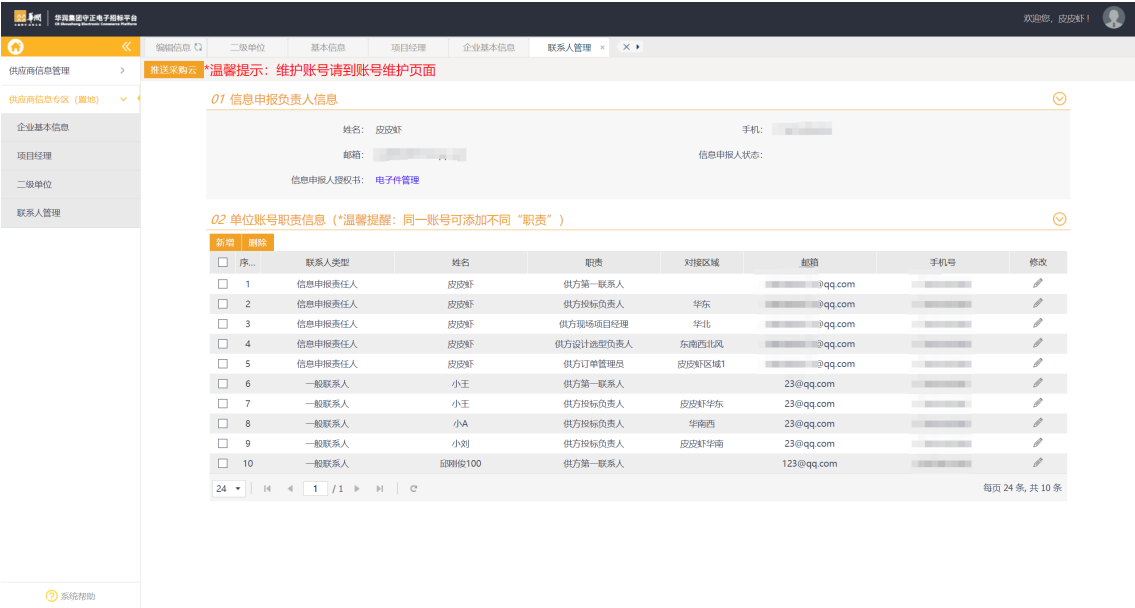 华润集团守正电子招标平台
欢迎您, 皮皮虾！
编辑信息 二级单位 基本信息 项目经理 企业基本信息 联系人管理 ×
供应商信息管理
供应商信息专区（置地）
企业基本信息
项目经理
二级单位
联系人管理
推送采购云 *温馨提示：维护账号请到账号维护页面
01 信息申报负责人信息
姓名： 皮皮虾 手机:
邮箱:
信息申报人状态:
信息申报人授权书: 电子件管理
02 单位账号职责信息（*温馨提醒：同一账号可添加不同“职责”）
新增 删除
序... 联系人类型 姓名 职责 对接区域 邮箱 手机号 修改
1 信息申报责任人 皮皮虾 供方第一联系人 @qq.com
2 信息申报责任人 皮皮虾 供方投标负责人 华东 @qq.com
3 信息申报责任人 皮皮虾 供方现场项目经理 华北 @qq.com
4 信息申报责任人 皮皮虾 供方设计选型负责人 东南西北风 @qq.com
5 信息申报责任人 皮皮虾 供方订单管理员 皮皮虾区域1 @qq.com
6 一般联系人 小王 供方第一联系人 23@qq.com
7 一般联系人 小王 供方投标负责人 皮皮虾华东 23@qq.com
8 一般联系人 小A 供方投标负责人 华南西 23@qq.com
9 一般联系人 小刘 供方投标负责人 皮皮虾华南 23@qq.com
10 一般联系人 邱刚俊100 供方第一联系人 123@qq.com
24 1 / 1 每页 24 条, 共 10 条
系统帮助